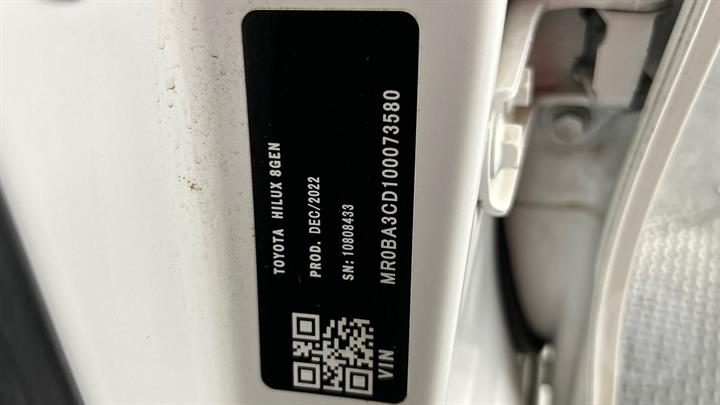 TOYOTA HILUX 8GEN
PROD. DEC/2022
SN: 10808433
VIN MR0BA3CD100073580